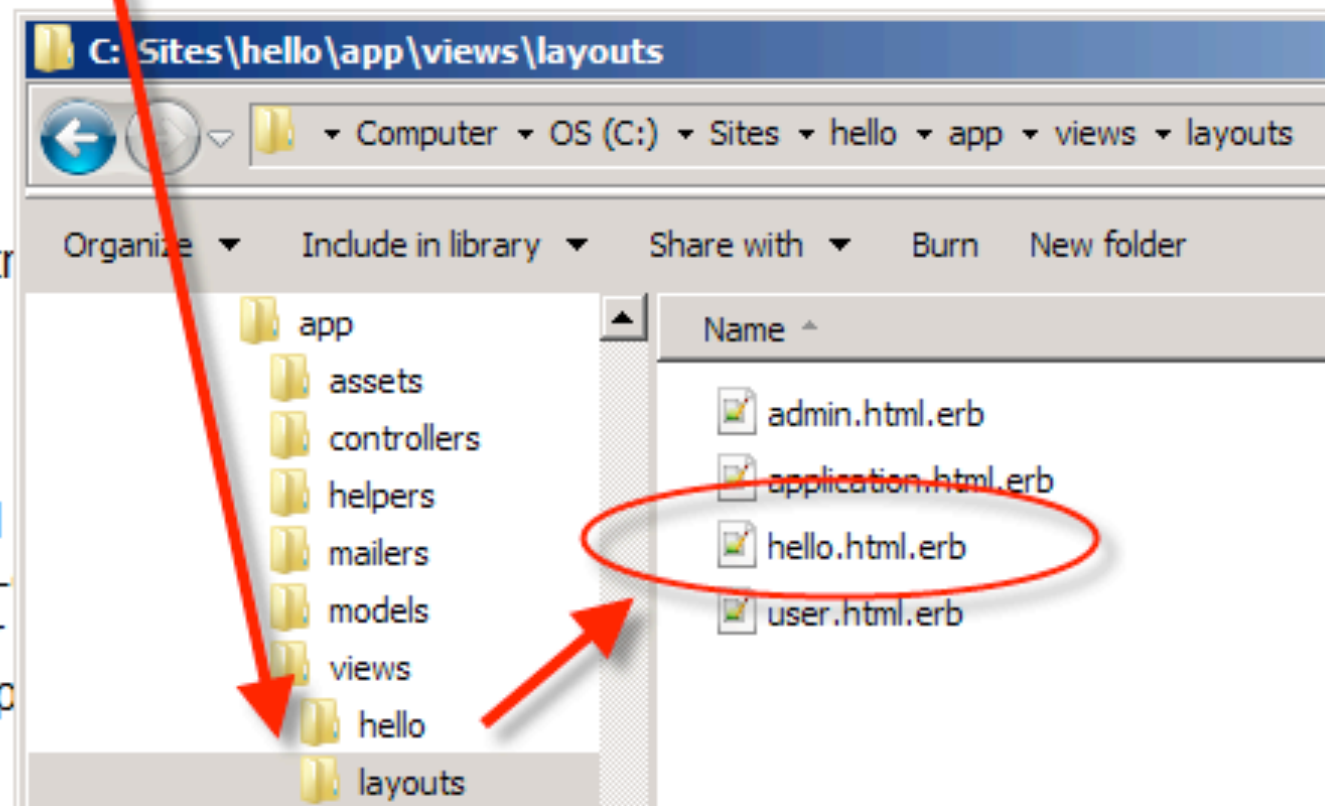 C:\Sites\hello\app\views\layouts
Computer OS (C:) Sites hello app views layouts
Organize Include in library Share with Burn New folder
app
assets
controllers
helpers
mailers
models
views
hello
layouts
Name
admin.html.erb
application.html.erb
hello.html.erb
user.html.erb